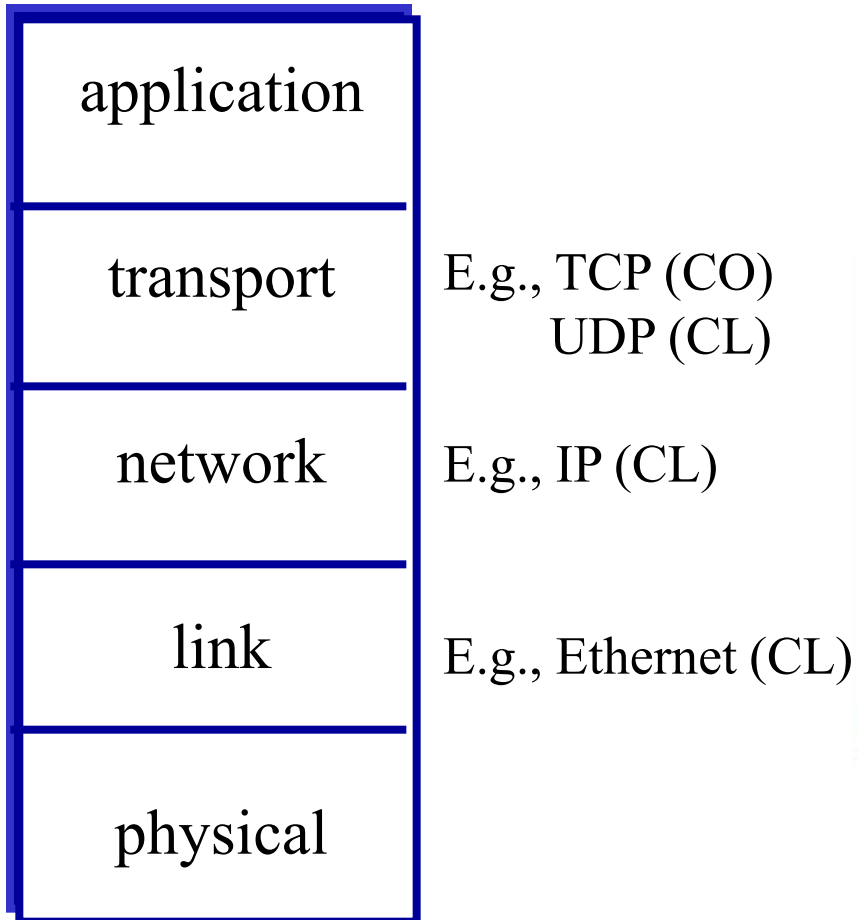 application
transport
E.g., TCP (CO)
UDP (CL)
network
E.g., IP (CL)
link
E.g., Ethernet (CL)
physical